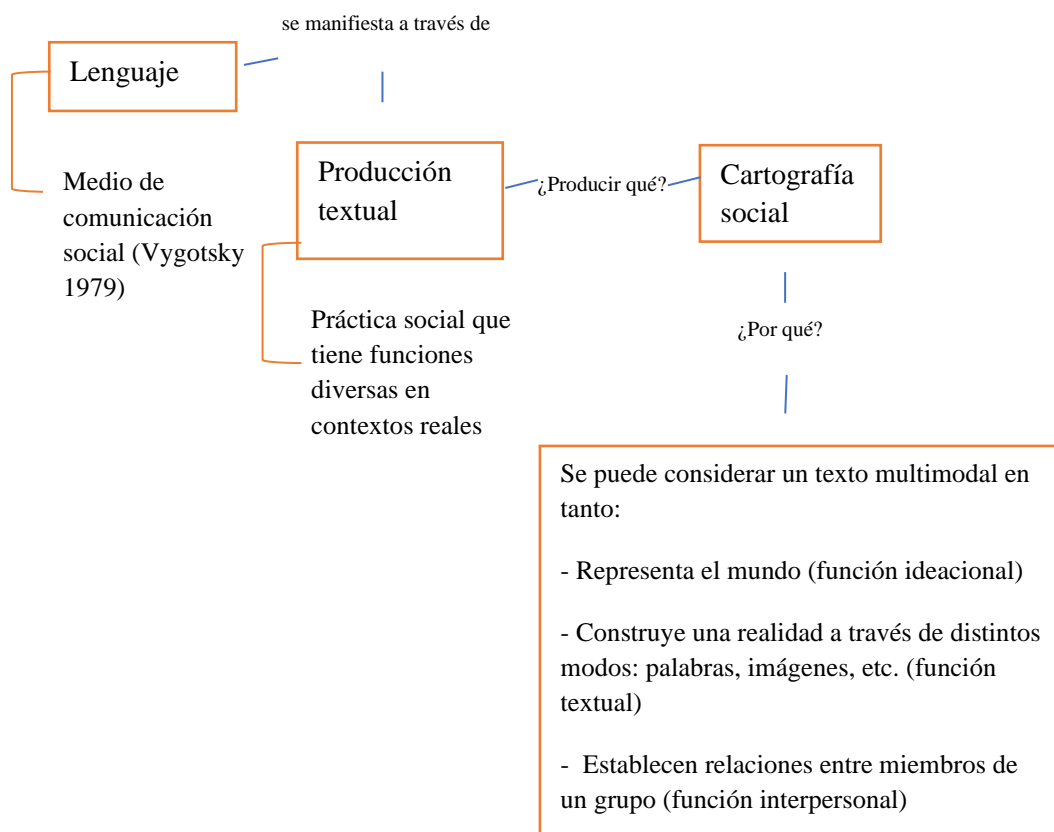 se manifiesta a través de
Lenguaje
Medio de
comunicación
social (Vygotsky
1979)
Producción
textual
¿Producir qué?
Cartografía
social
Práctica social que
tiene funciones
diversas en
contextos reales
¿Por qué?
Se puede considerar un texto multimodal en
tanto:
- Representa el mundo (función ideacional)
- Construye una realidad a través de distintos
modos: palabras, imágenes, etc. (función
textual)
- Establecen relaciones entre miembros de
un grupo (función interpersonal)